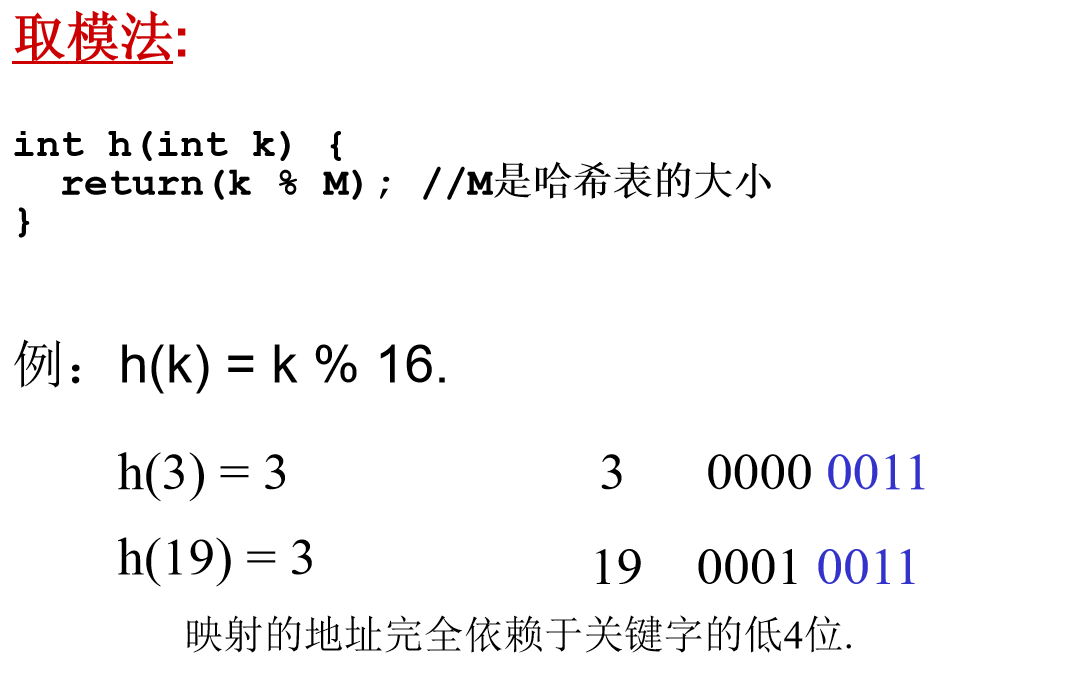 取模法:
int h(int k) {
  return(k % M); //M是哈希表的大小
}
例：h(k) = k % 16.
h(3) = 3 3 0000 0011
h(19) = 3 19 0001 0011
映射的地址完全依赖于关键字的低4位.